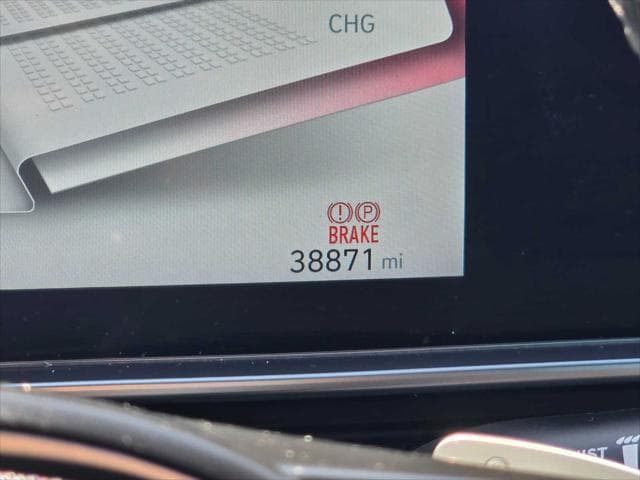 CHG
(!) (P)
BRAKE
38871 mi